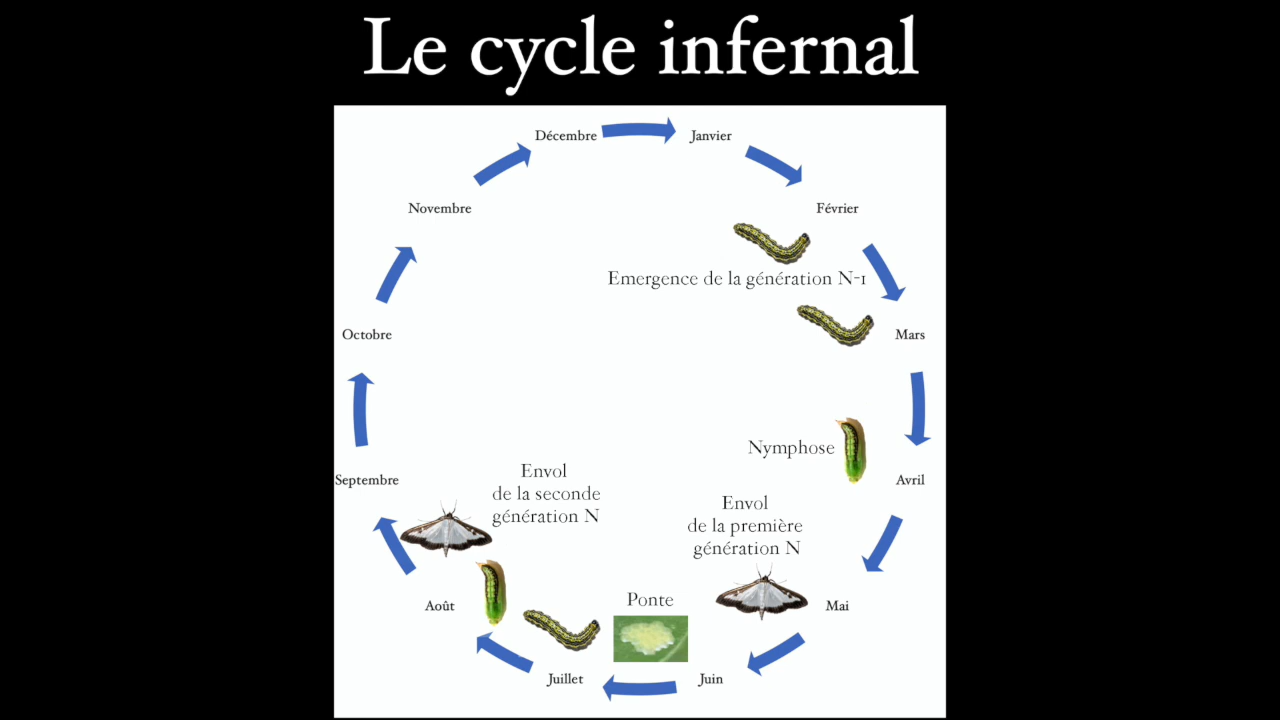 Le cycle infernal
Décembre
Janvier
Novembre
Février
Emergence de la génération N-1
Octobre
Mars
Nymphose
Septembre
Avril
Envol
de la seconde
génération N
Envol
de la première
génération N
Août
Ponte
Mai
Juillet
Juin